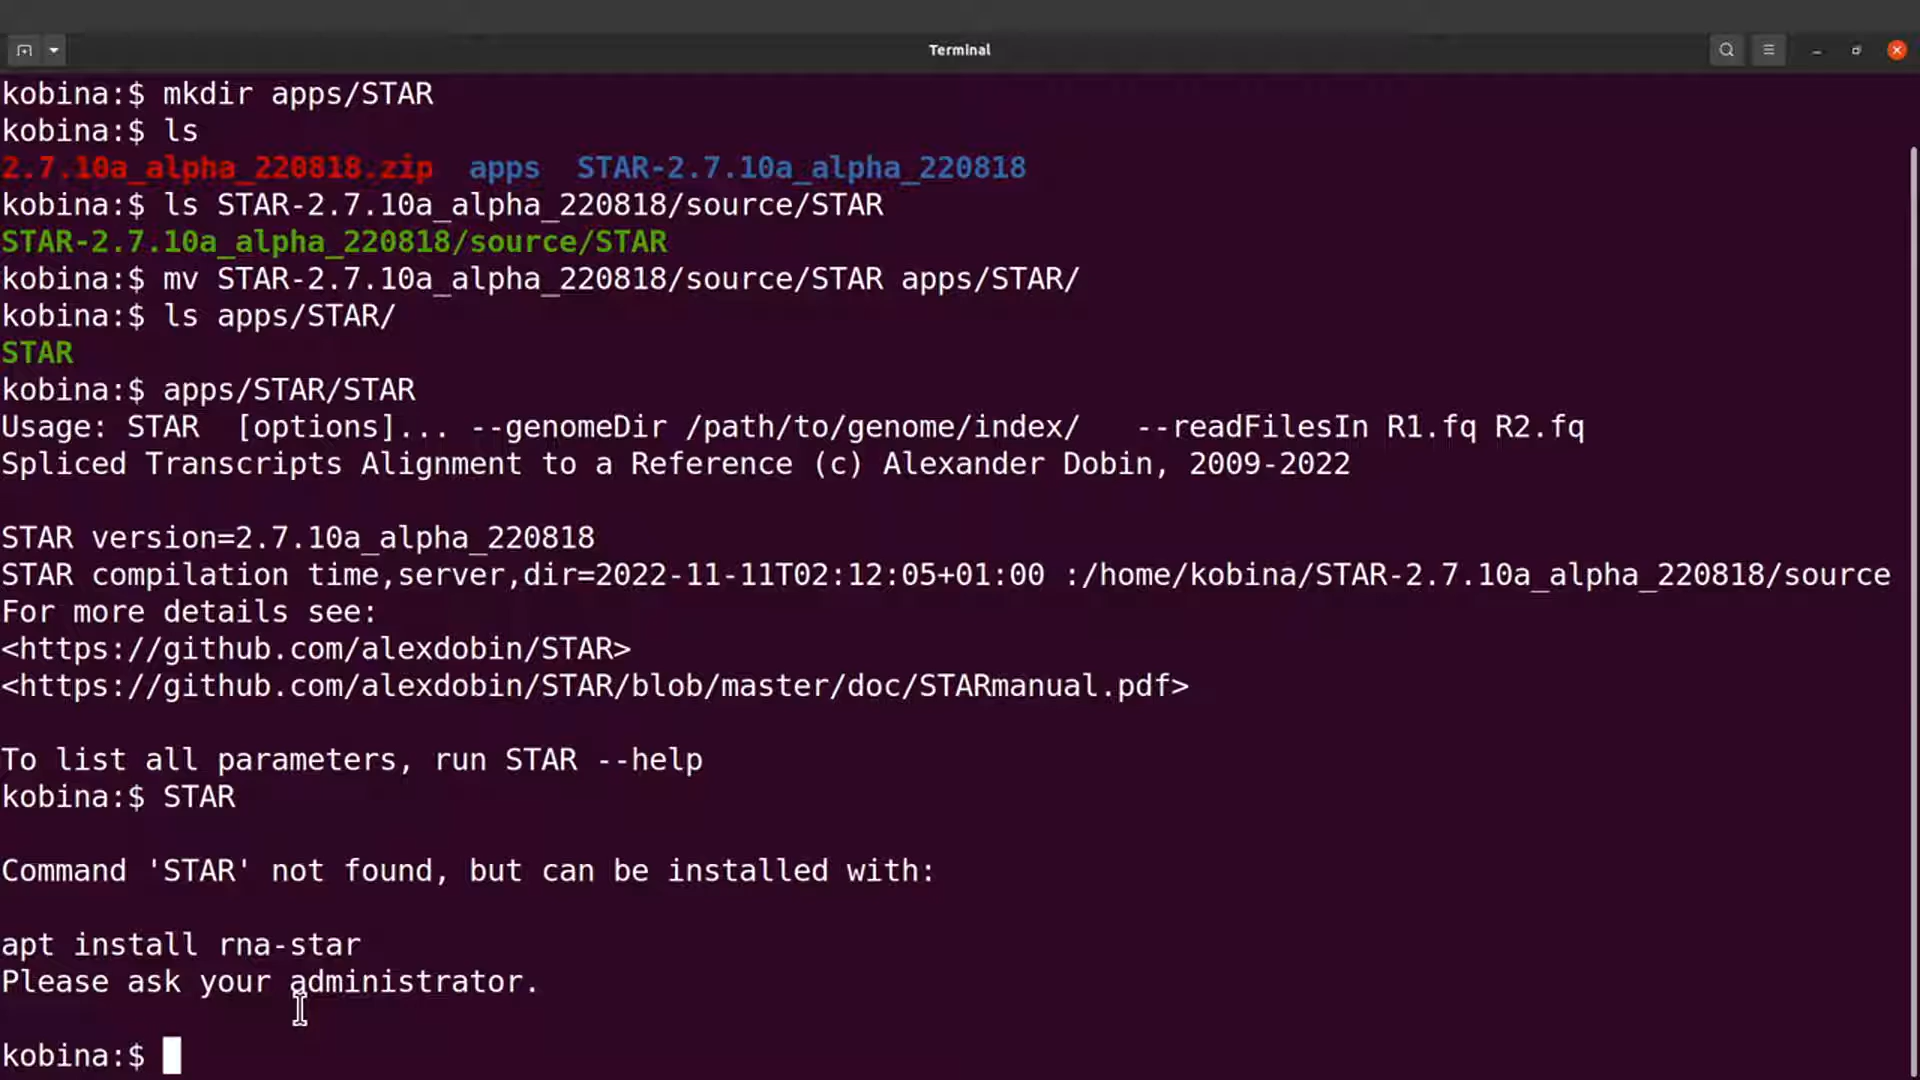 Terminal
kobina:$ mkdir apps/STAR
kobina:$ ls
2.7.10a_alpha_220818.zip  apps  STAR-2.7.10a_alpha_220818
kobina:$ ls STAR-2.7.10a_alpha_220818/source/STAR
STAR-2.7.10a_alpha_220818/source/STAR
kobina:$ mv STAR-2.7.10a_alpha_220818/source/STAR apps/STAR/
kobina:$ ls apps/STAR/
STAR
kobina:$ apps/STAR/STAR
Usage: STAR  [options]... --genomeDir /path/to/genome/index/   --readFilesIn R1.fq R2.fq
Spliced Transcripts Alignment to a Reference (c) Alexander Dobin, 2009-2022
STAR version=2.7.10a_alpha_220818
STAR compilation time,server,dir=2022-11-11T02:12:05+01:00 :/home/kobina/STAR-2.7.10a_alpha_220818/source
For more details see:
<https://github.com/alexdobin/STAR>
<https://github.com/alexdobin/STAR/blob/master/doc/STARmanual.pdf>
To list all parameters, run STAR --help
kobina:$ STAR
Command 'STAR' not found, but can be installed with:
apt install rna-star
Please ask your administrator.
kobina:$